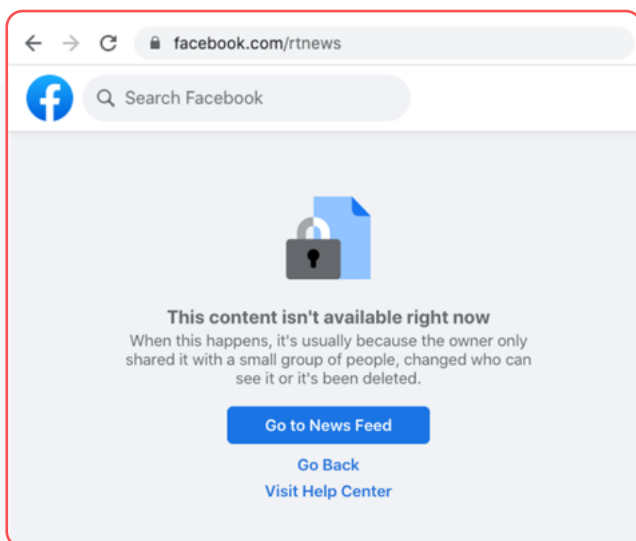 facebook.com/rtnews
Search Facebook
This content isn't available right now
When this happens, it's usually because the owner only
shared it with a small group of people, changed who can
see it or it's been deleted.
Go to News Feed
Go Back
Visit Help Center